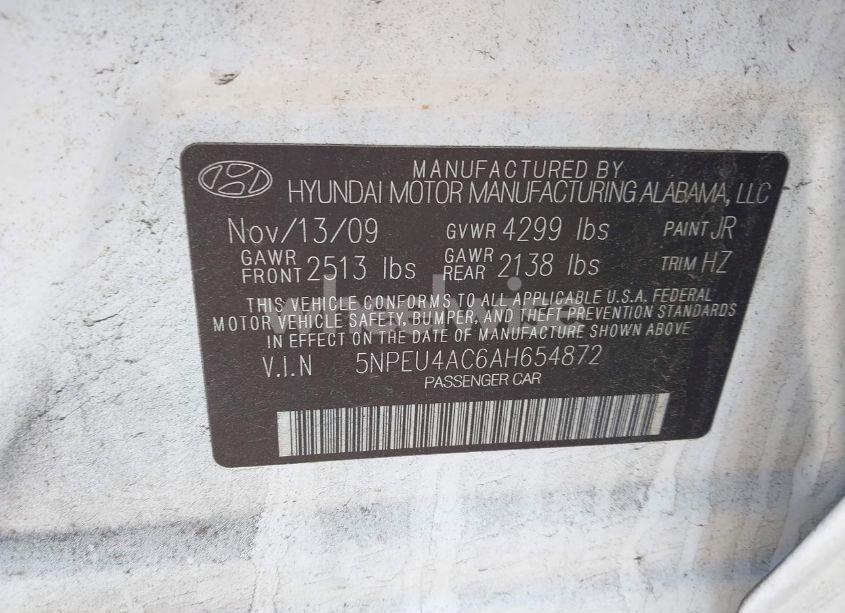 MANUFACTURED BY
HYUNDAI MOTOR MANUFACTURING ALABAMA, LLC
Nov/13/09 GVWR 4299 lbs PAINT JR
GAWR FRONT 2513 lbs GAWR REAR 2138 lbs TRIM HZ
THIS VEHICLE CONFORMS TO ALL APPLICABLE U.S.A. FEDERAL
MOTOR VEHICLE SAFETY, BUMPER, AND THEFT PREVENTION STANDARDS
IN EFFECT ON THE DATE OF MANUFACTURE SHOWN ABOVE
V.I.N 5NPEU4AC6AH654872
PASSENGER CAR